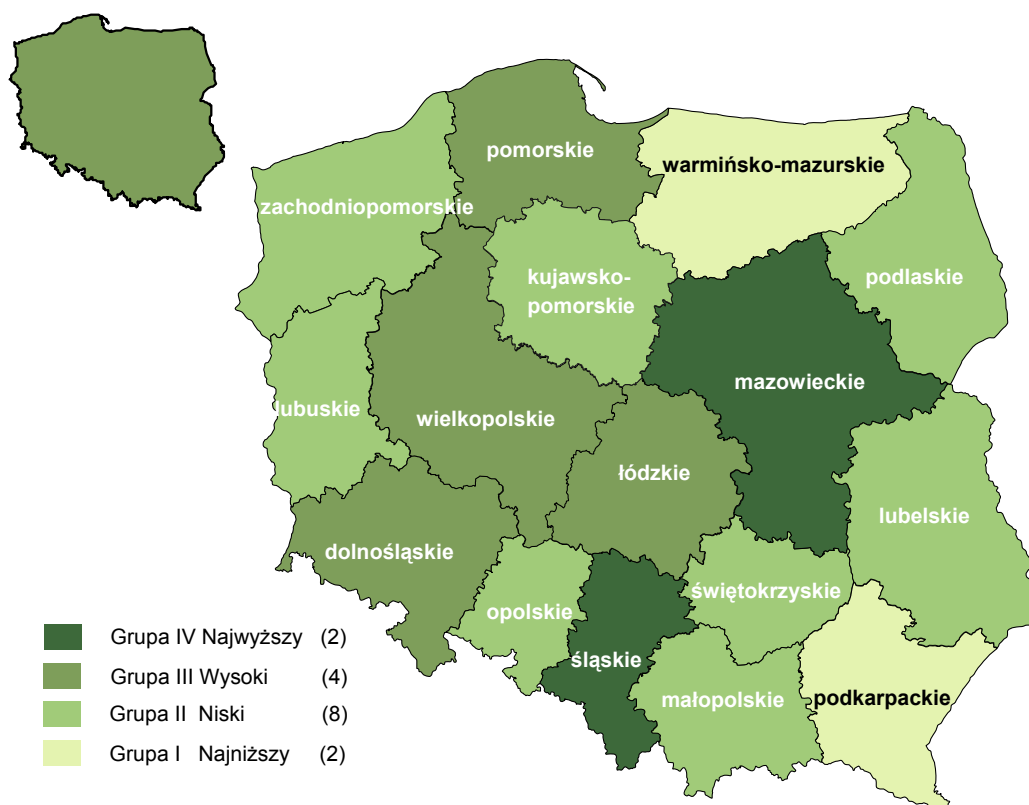 pomorskie
warmińsko-mazurskie
zachodniopomorskie
kujawsko-
pomorskie
podlaskie
mazowieckie
lubuskie
wielkopolskie
łódzkie
lubelskie
dolnośląskie
świętokrzyskie
opolskie
śląskie
małopolskie
podkarpackie
Grupa IV Najwyższy (2)
Grupa III Wysoki (4)
Grupa II Niski (8)
Grupa I Najniższy (2)